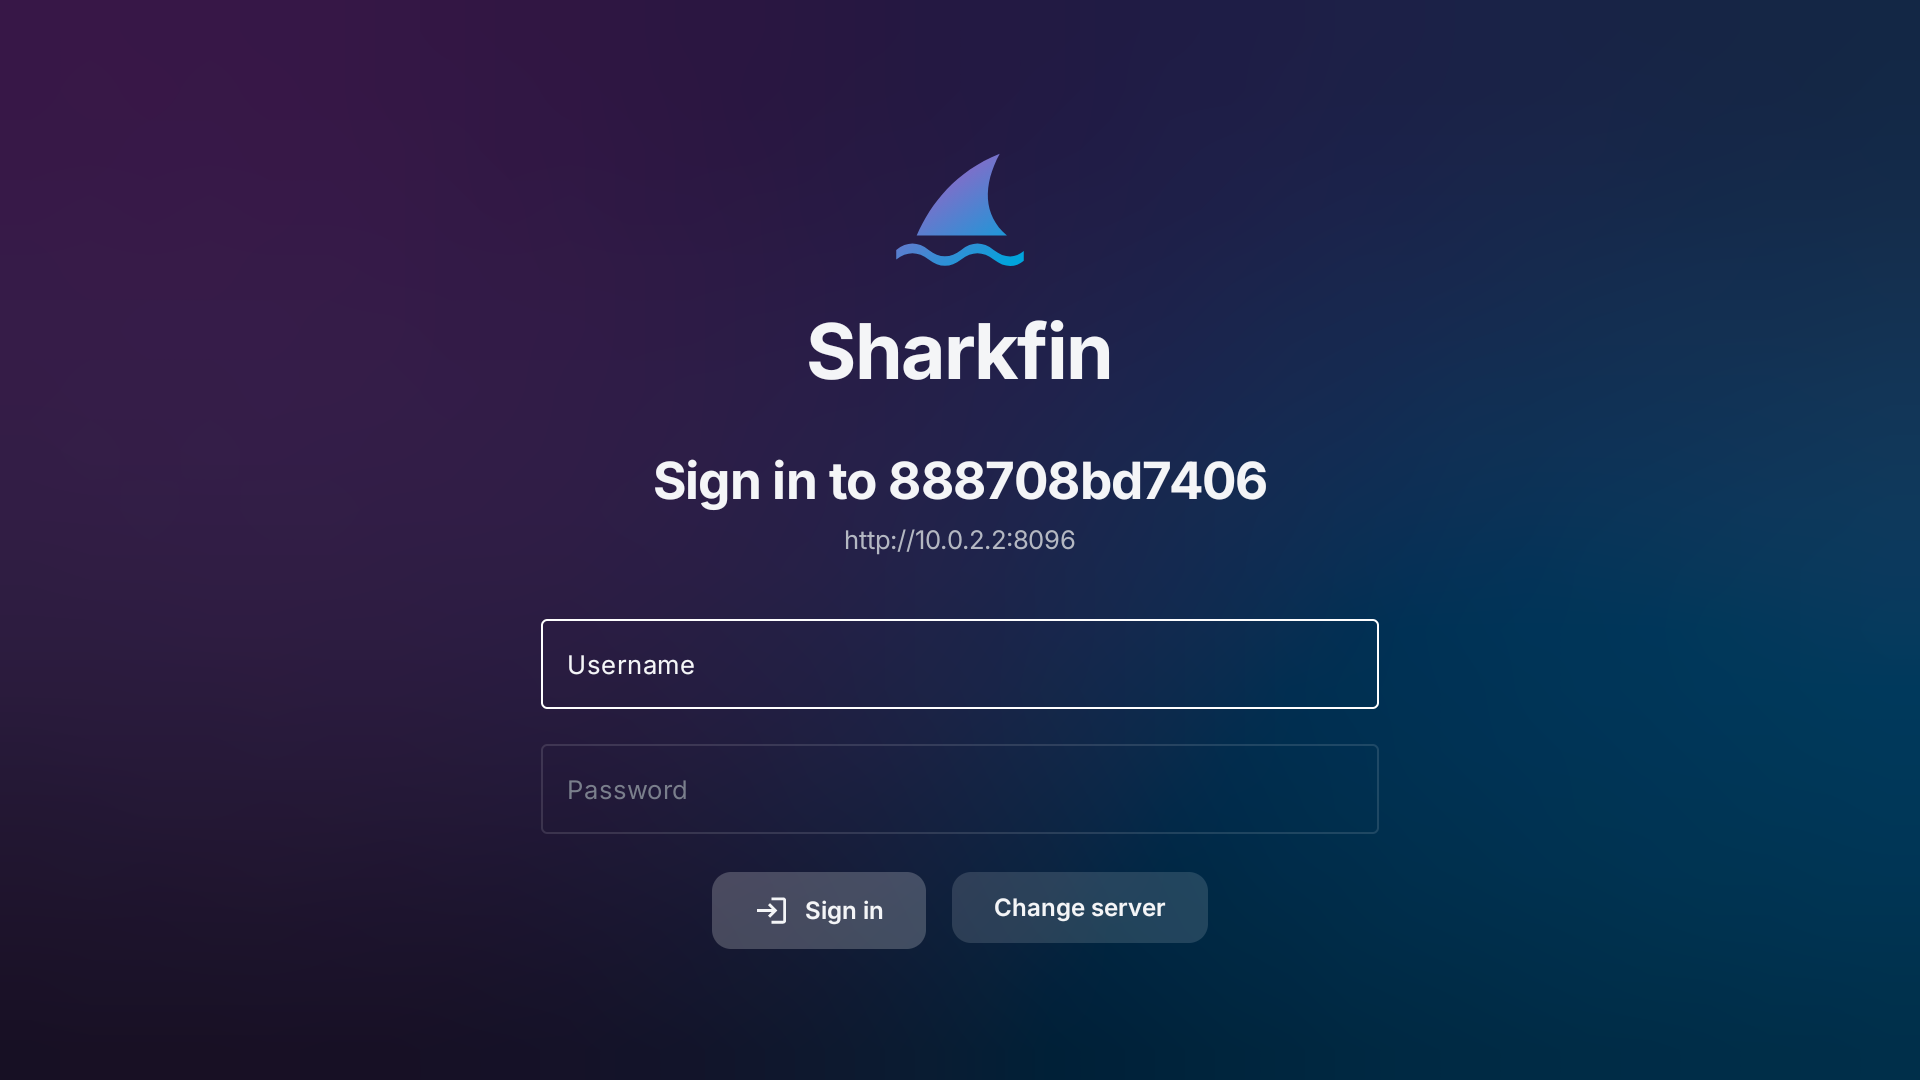 Sharkfin
Sign in to 888708bd7406
http://10.0.2.2:8096
Username
Password
Sign in
Change server